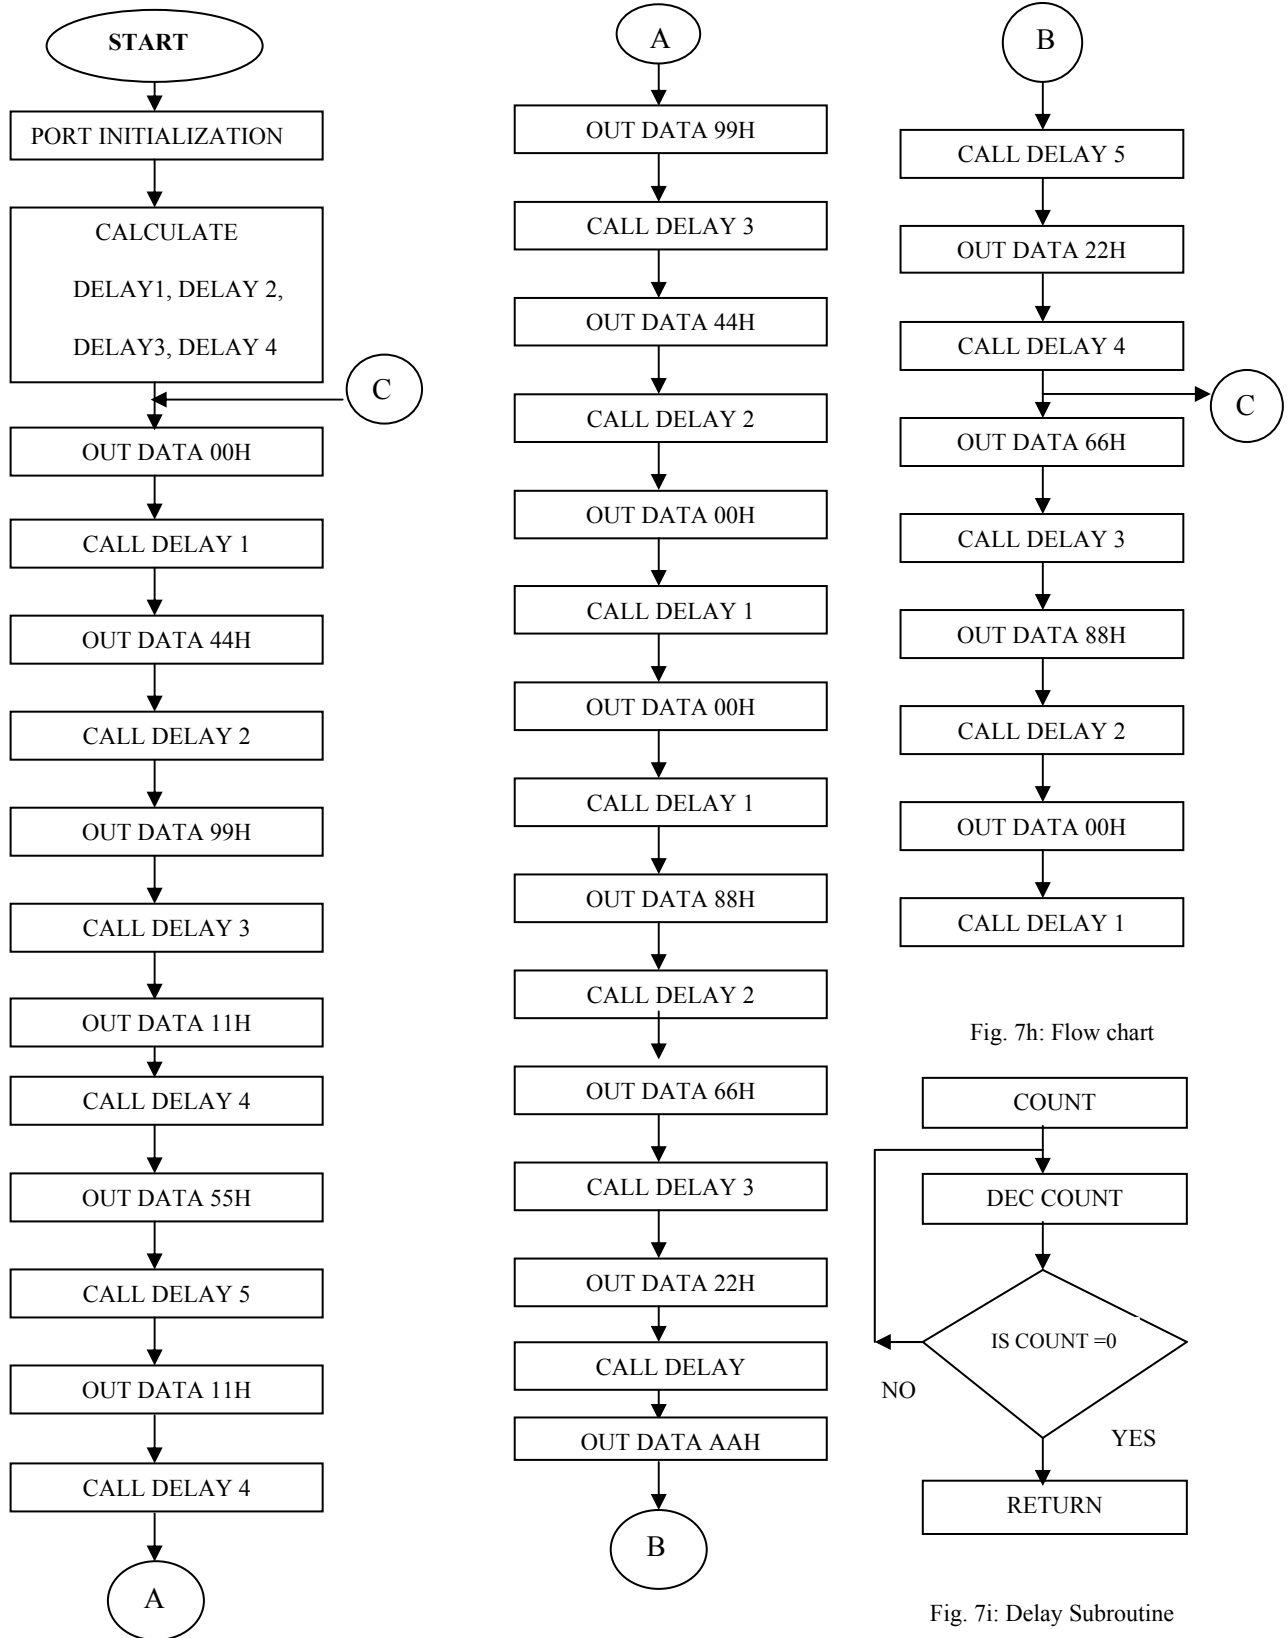 START
PORT INITIALIZATION
CALCULATE
DELAY1, DELAY 2,
DELAY3, DELAY 4
C
OUT DATA 00H
CALL DELAY 1
OUT DATA 44H
CALL DELAY 2
OUT DATA 99H
CALL DELAY 3
OUT DATA 11H
CALL DELAY 4
OUT DATA 55H
CALL DELAY 5
OUT DATA 11H
CALL DELAY 4
A
A
OUT DATA 99H
CALL DELAY 3
OUT DATA 44H
CALL DELAY 2
OUT DATA 00H
CALL DELAY 1
OUT DATA 00H
CALL DELAY 1
OUT DATA 88H
CALL DELAY 2
OUT DATA 66H
CALL DELAY 3
OUT DATA 22H
CALL DELAY
OUT DATA AAH
B
B
CALL DELAY 5
OUT DATA 22H
CALL DELAY 4
C
OUT DATA 66H
CALL DELAY 3
OUT DATA 88H
CALL DELAY 2
OUT DATA 00H
CALL DELAY 1
Fig. 7h: Flow chart
COUNT
DEC COUNT
IS COUNT =0
NO
YES
RETURN
Fig. 7i: Delay Subroutine